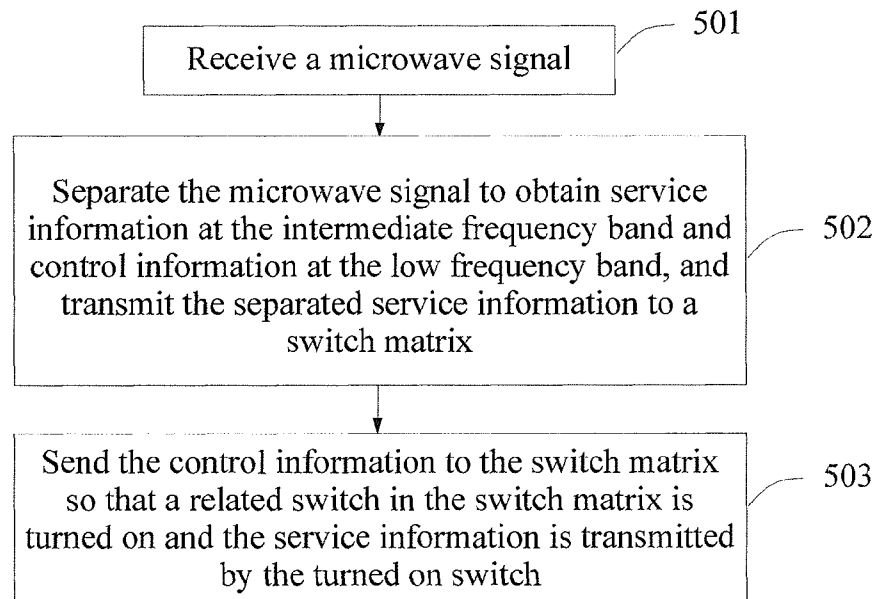 501
Receive a microwave signal
Separate the microwave signal to obtain service
information at the intermediate frequency band and
control information at the low frequency band, and
transmit the separated service information to a
switch matrix
502
Send the control information to the switch matrix
so that a related switch in the switch matrix is
turned on and the service information is transmitted
by the turned on switch
503